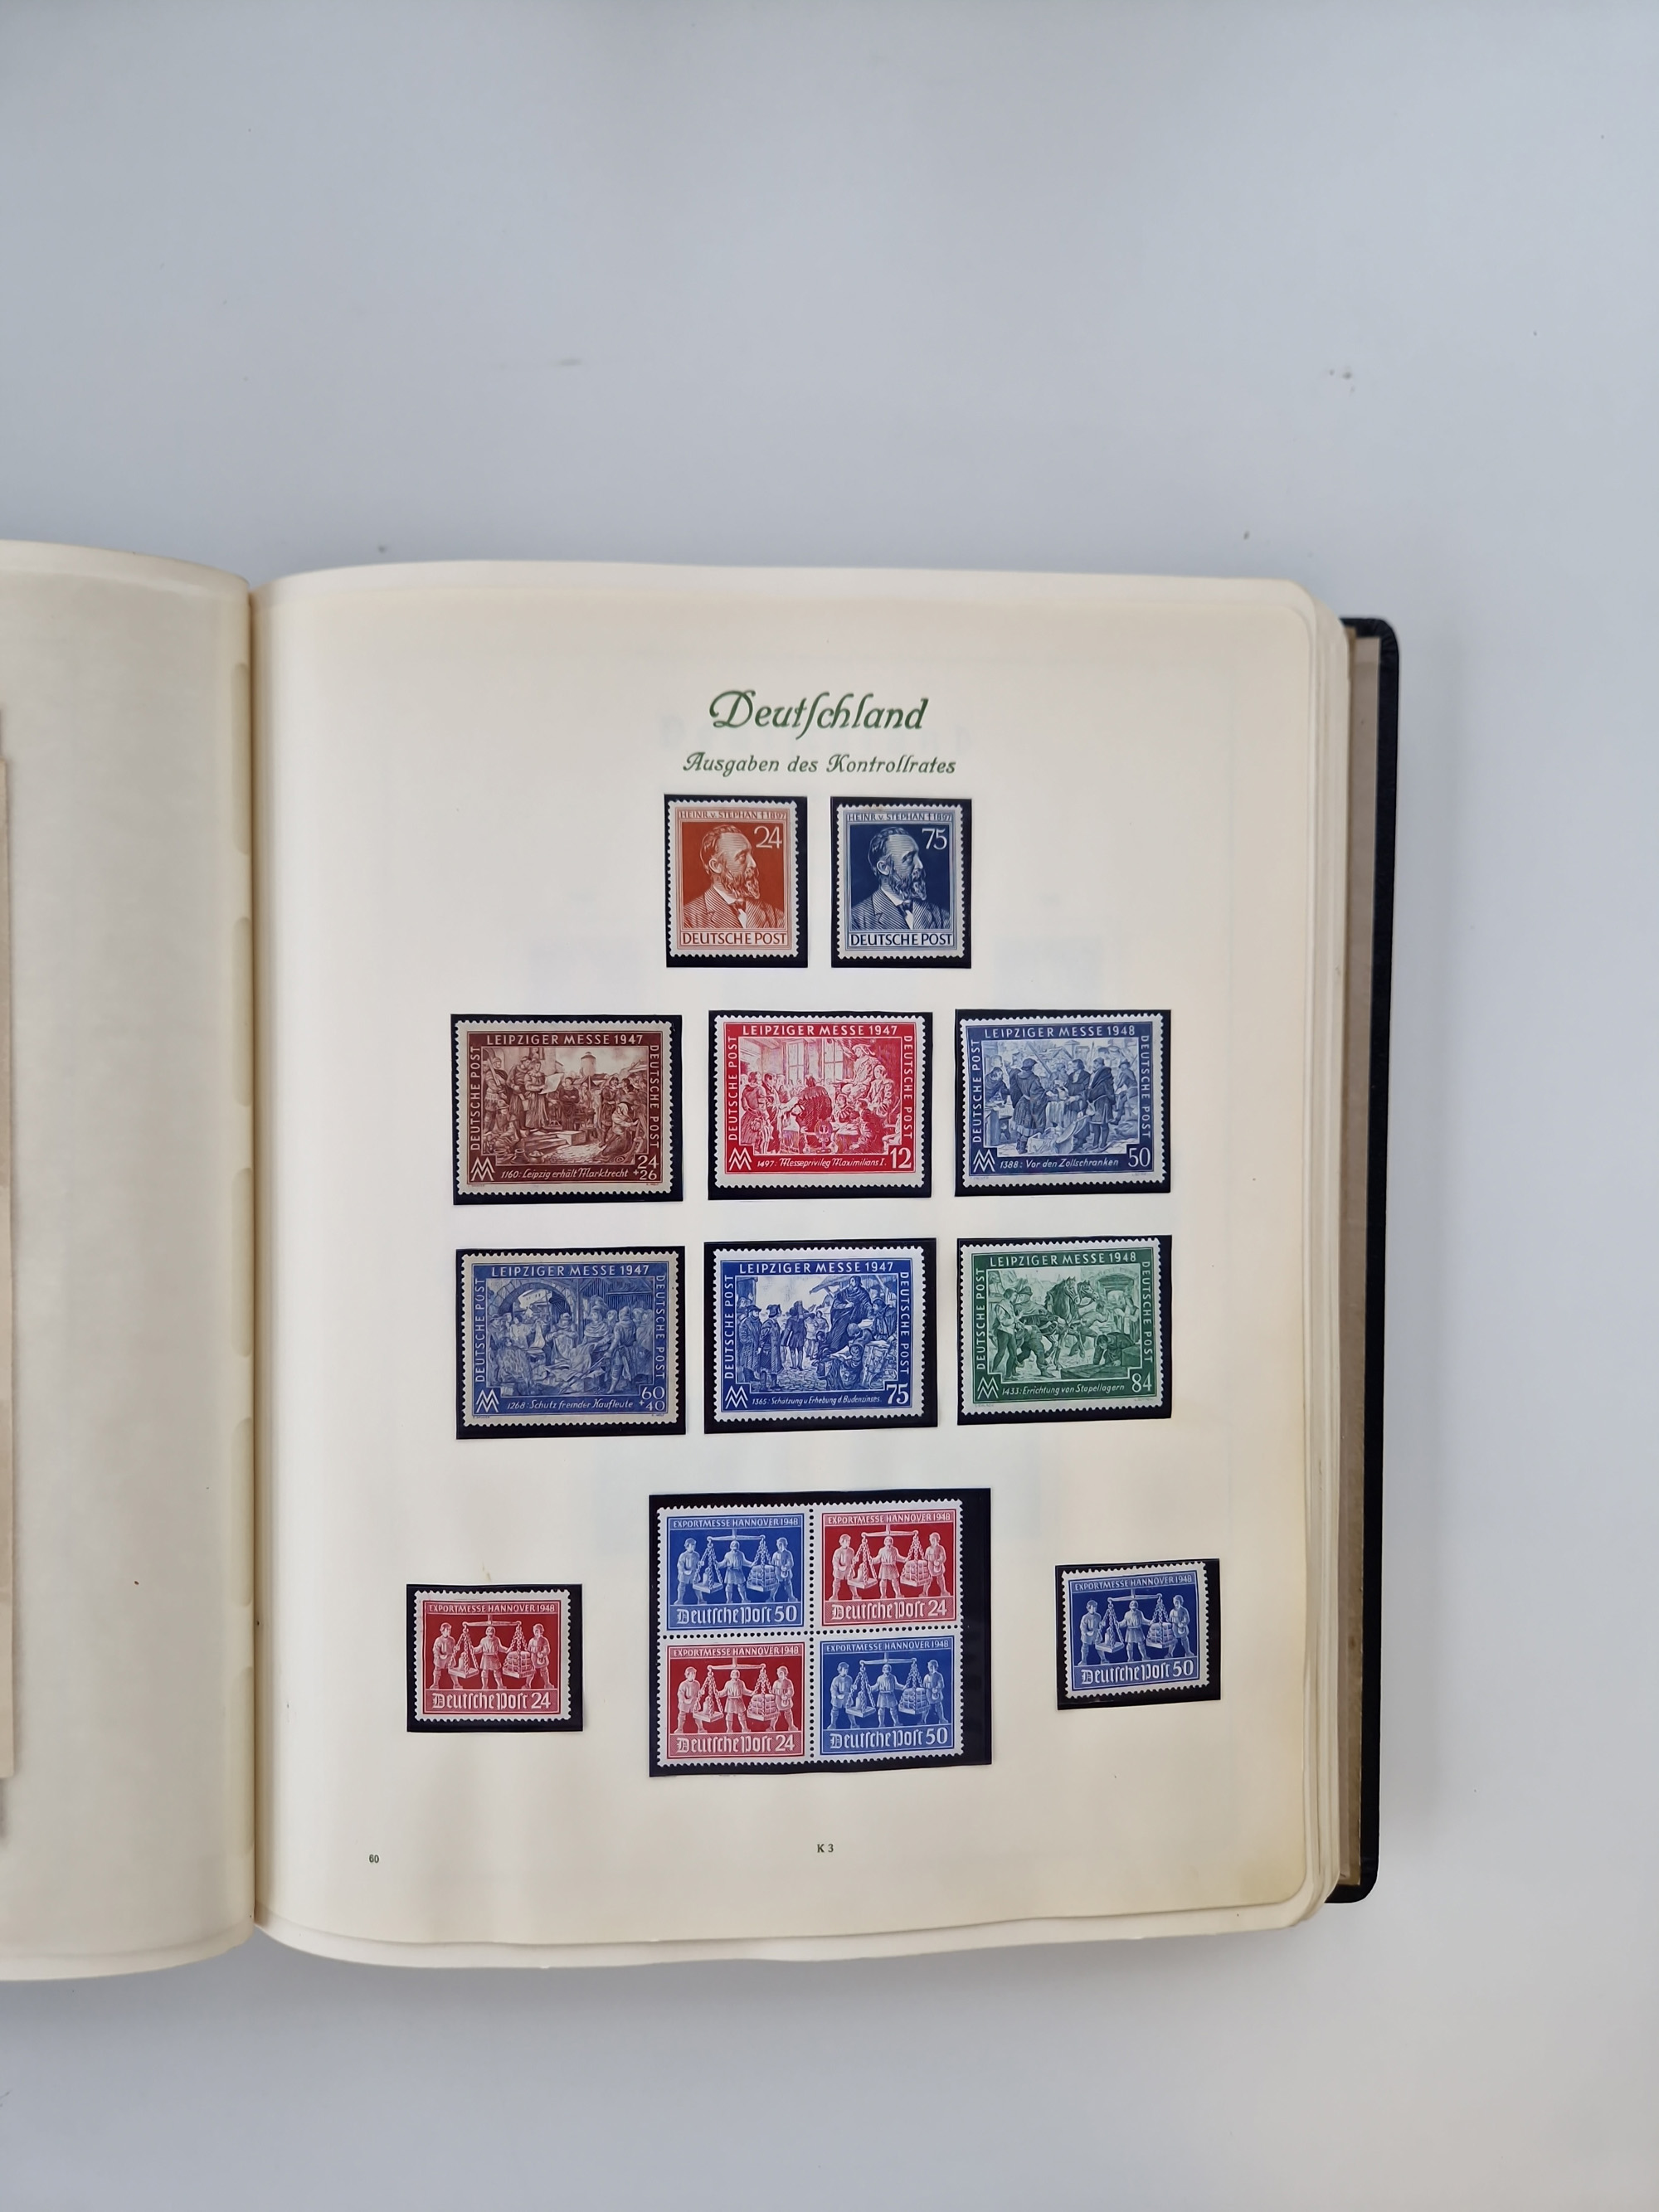 Deutſchland
Ausgaben des Kontrollrates
HEINR. v. STEPHAN † 1897
24
DEUTSCHE POST
HEINR. v. STEPHAN † 1897
75
DEUTSCHE POST
LEIPZIGER MESSE 1947
DEUTSCHE POST
DEUTSCHE POST
1160: Leipzig erhält Marktrecht
24
+26
LEIPZIGER MESSE 1947
DEUTSCHE POST
DEUTSCHE POST
1497: Messeprivileg Maximilians I.
12
LEIPZIGER MESSE 1948
DEUTSCHE POST
DEUTSCHE POST
1388: Vor den Zollschranken
50
LEIPZIGER MESSE 1947
DEUTSCHE POST
DEUTSCHE POST
1268: Schutz fremder Kaufleute
60
+40
LEIPZIGER MESSE 1947
DEUTSCHE POST
DEUTSCHE POST
1365: Schätzung u. Erhebung d. Budenzinses.
75
LEIPZIGER MESSE 1948
DEUTSCHE POST
DEUTSCHE POST
1433: Errichtung von Stapellagern
84
EXPORTMESSE HANNOVER 1948
Deutſche Poſt 24
EXPORTMESSE HANNOVER 1948
Deutſche Poſt 50
EXPORTMESSE HANNOVER 1948
Deutſche Poſt 24
EXPORTMESSE HANNOVER 1948
Deutſche Poſt 24
EXPORTMESSE HANNOVER 1948
Deutſche Poſt 50
EXPORTMESSE HANNOVER 1948
Deutſche Poſt 50
60
K 3